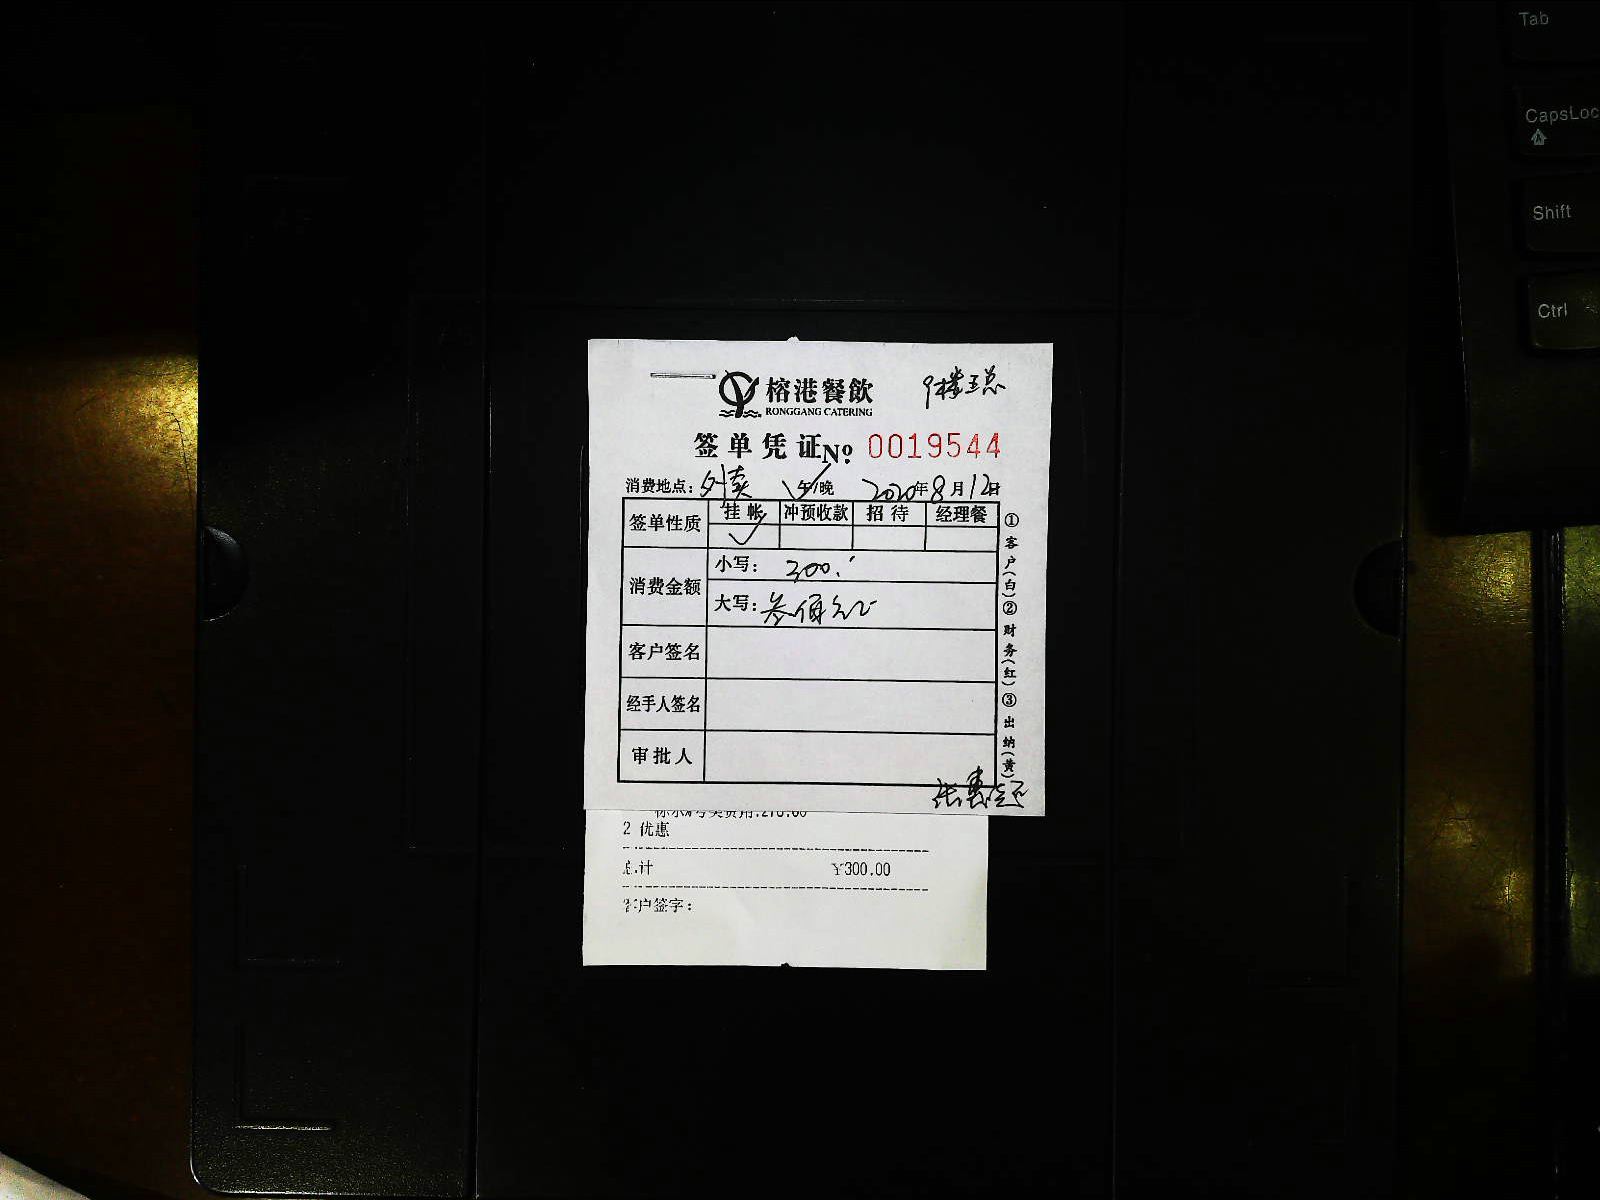 Tab
CapsLoc
Shift
Ctrl
榕港餐飲
RONGGANG CATERING
9楼王总
签单凭证 No. 0019544
消费地点：外卖 午/晚 2020年8月12日
签单性质 挂帐 冲预收款 招待 经理餐
消费金额
小写： 300.
大写： 叁佰元
客户签名
经手人签名
审批人
①客户(白)②财务(红)③出纳(黄)
2 优惠
总计 ¥300.00
客户签字：